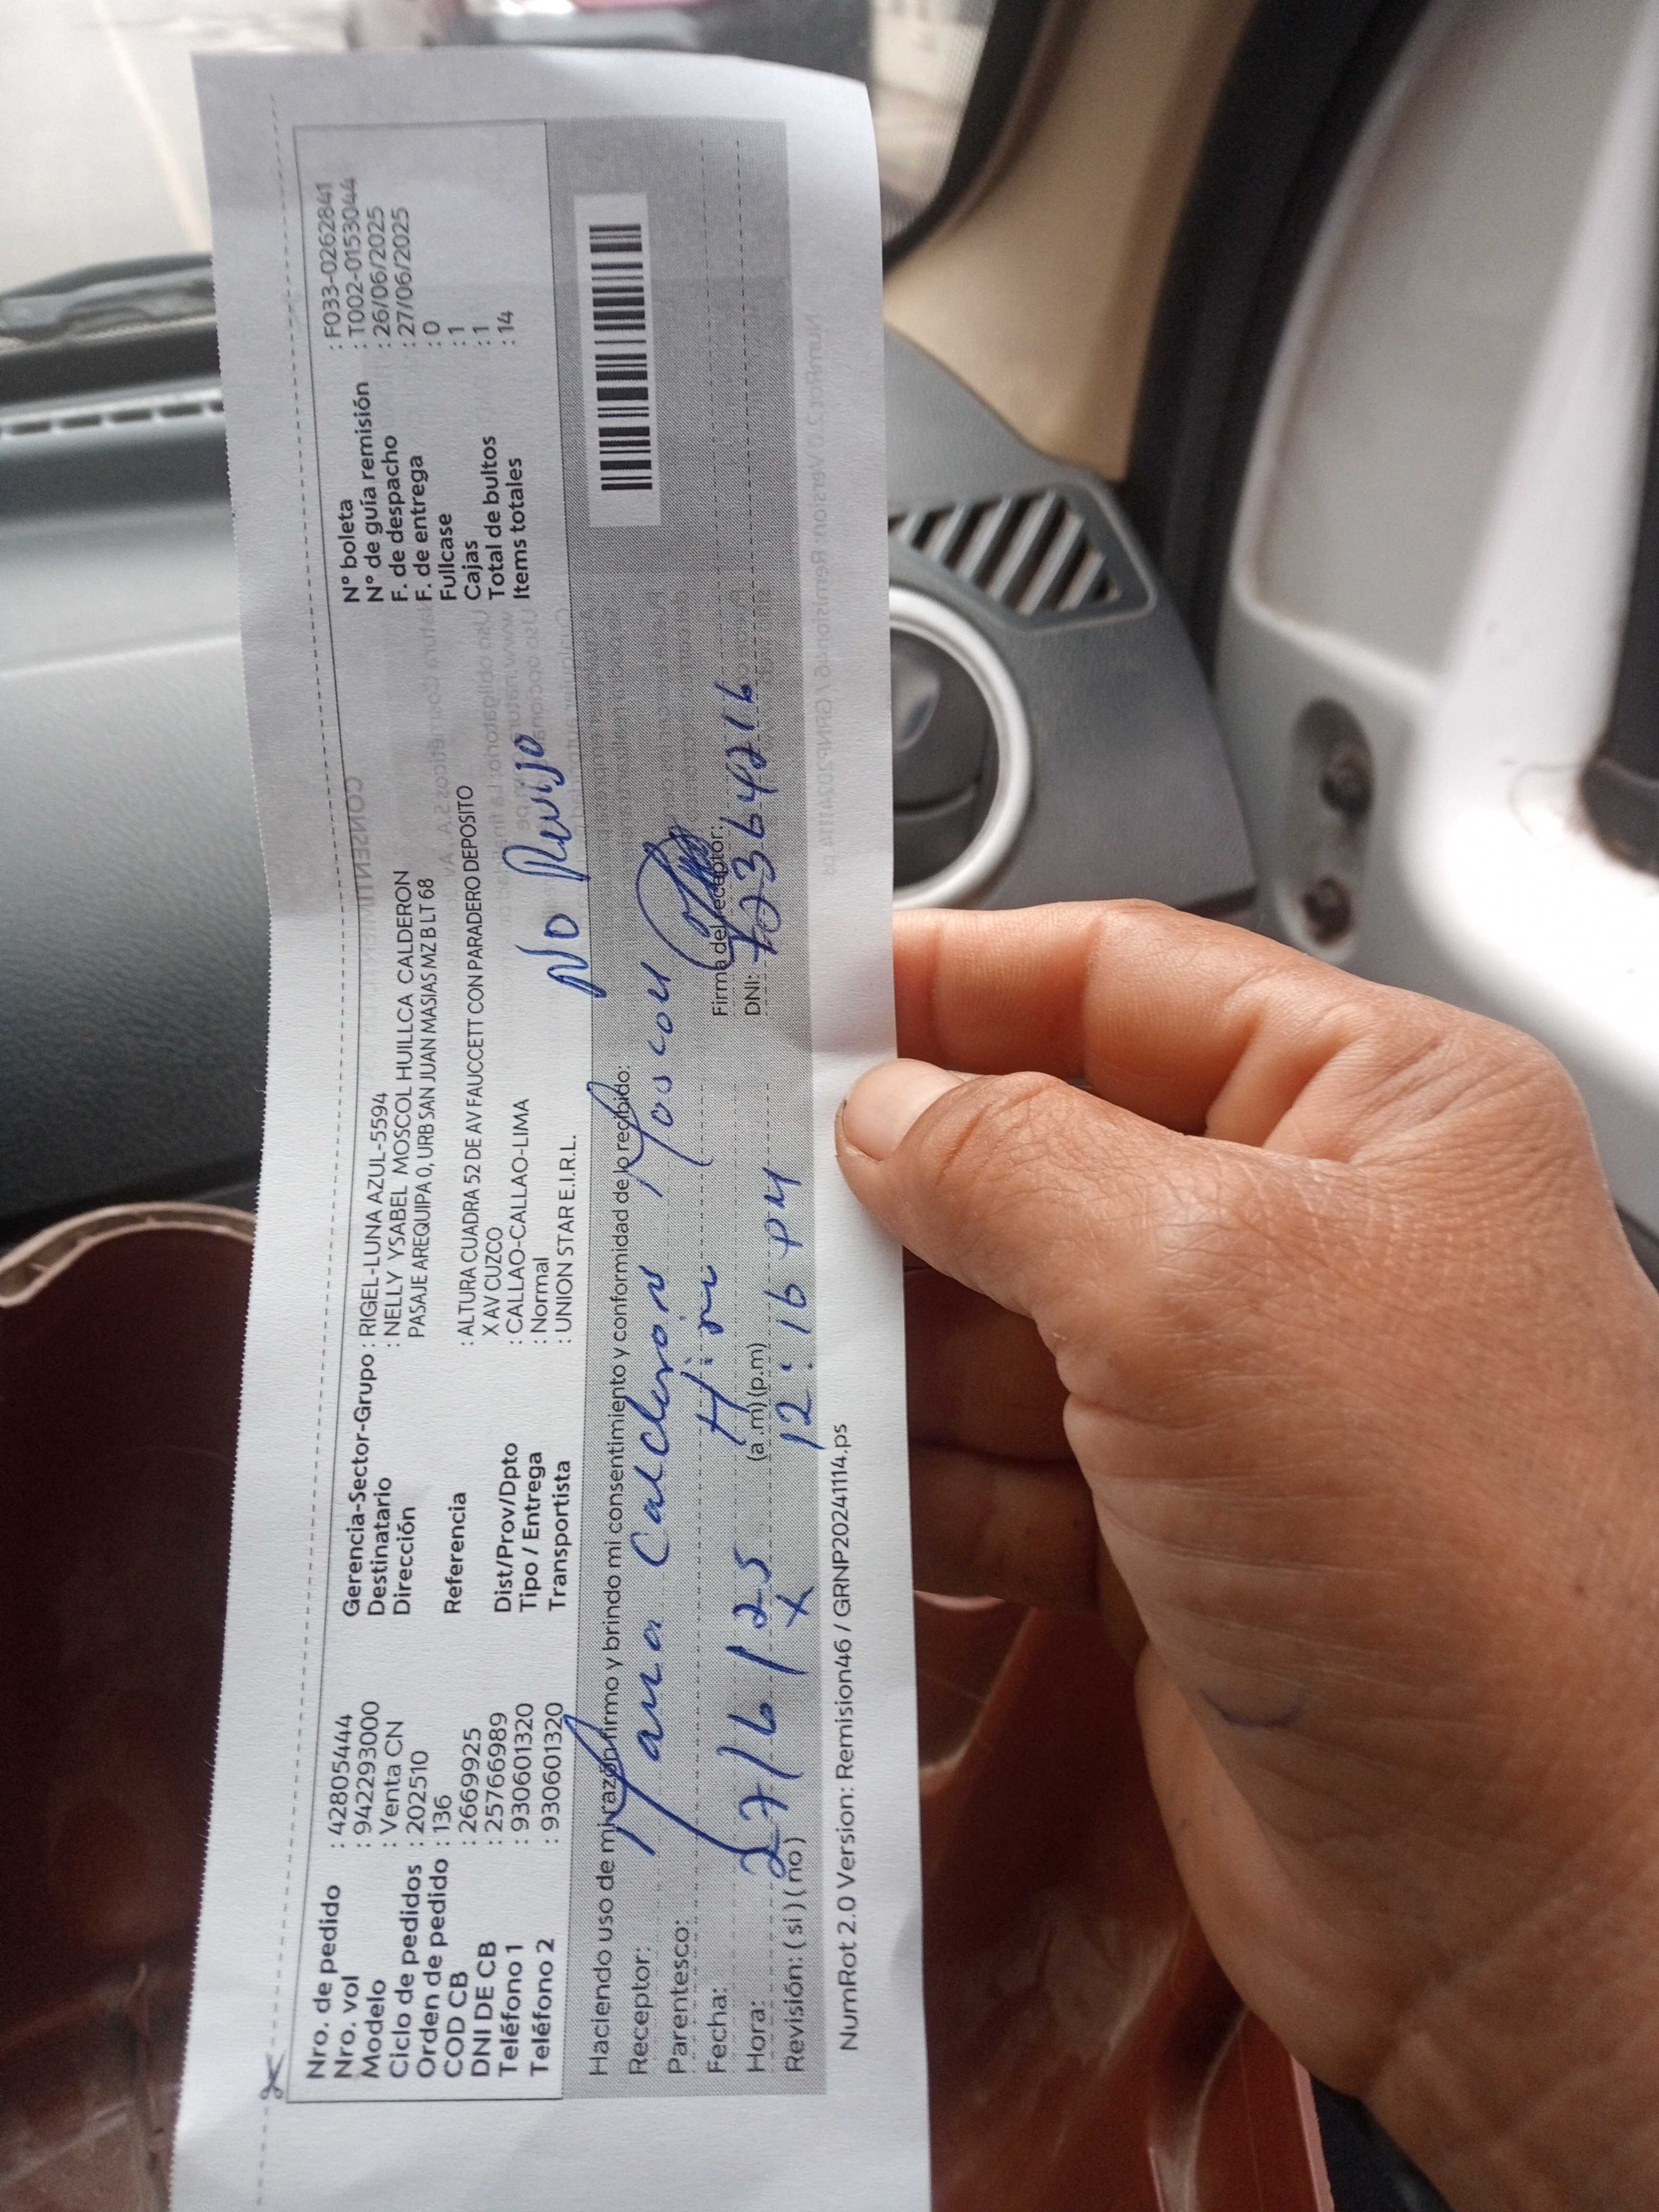 Nro. de pedido : 428055444
Nro. vol : 942293000
Modelo : Venta CN
Ciclo de pedidos : 202510
Orden de pedido : 136
COD CB : 2669925
DNI DE CB : 25766989
Teléfono 1 : 930601320
Teléfono 2 : 930601320
Gerencia-Sector-Grupo : RIGEL-LUNA AZUL-5594
Destinatario : NELLY YSABEL MOSCOL HUILLCA CALDERON
Dirección PASAJE AREQUIPA 0, URB SAN JUAN MASIAS MZ B LT 68
Referencia : ALTURA CUADRA 52 DE AV FAUCCETT CON PARADERO DEPOSITO
X AV CUZCO
Dist/Prov/Dpto : CALLAO-CALLAO-LIMA
Tipo / Entrega : Normal
Transportista : UNION STAR E.I.R.L.
N° boleta : F033-0262841
N° de guía remisión : T002-0153044
F. de despacho : 26/06/2025
F. de entrega : 27/06/2025
Fullcase : 0
Cajas : 1
Total de bultos : 1
Items totales : 14
No
Haciendo uso de mi razón firmo y brindo mi consentimiento y conformidad de lo recibido:
Receptor: Calderon Moscou
Parentesco:
Fecha: 27/6/25
Hora: (a.m) (p.m) 12:16 PM
Revisión: ( si ) ( no ) X
Firma del receptor:
DNI: 77364216
NumRot 2.0 Version: Remision46 / GRNP20241114.ps